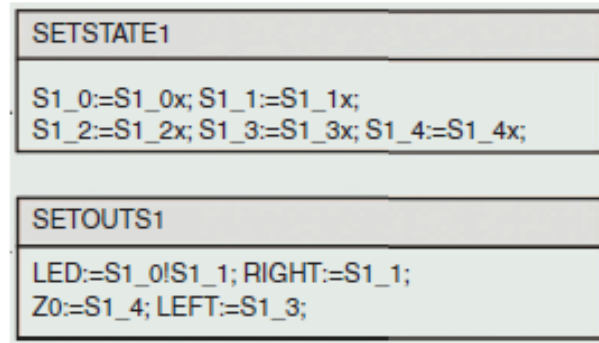 SETSTATE1
S1_0:=S1_0x; S1_1:=S1_1x;
S1_2:=S1_2x; S1_3:=S1_3x; S1_4:=S1_4x;
SETOUTS1
LED:=S1_0!S1_1; RIGHT:=S1_1;
Z0:=S1_4; LEFT:=S1_3;